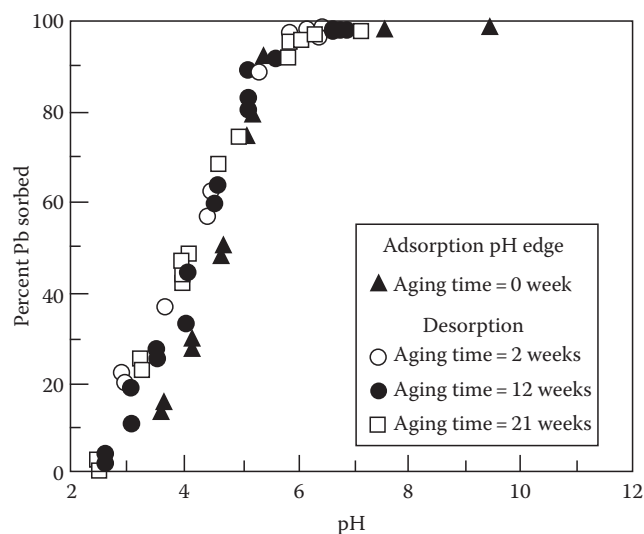 100
80
60
40
20
0
Percent Pb sorbed
2 4 6 8 10 12
pH
Adsorption pH edge
Aging time = 0 week
Desorption
Aging time = 2 weeks
Aging time = 12 weeks
Aging time = 21 weeks